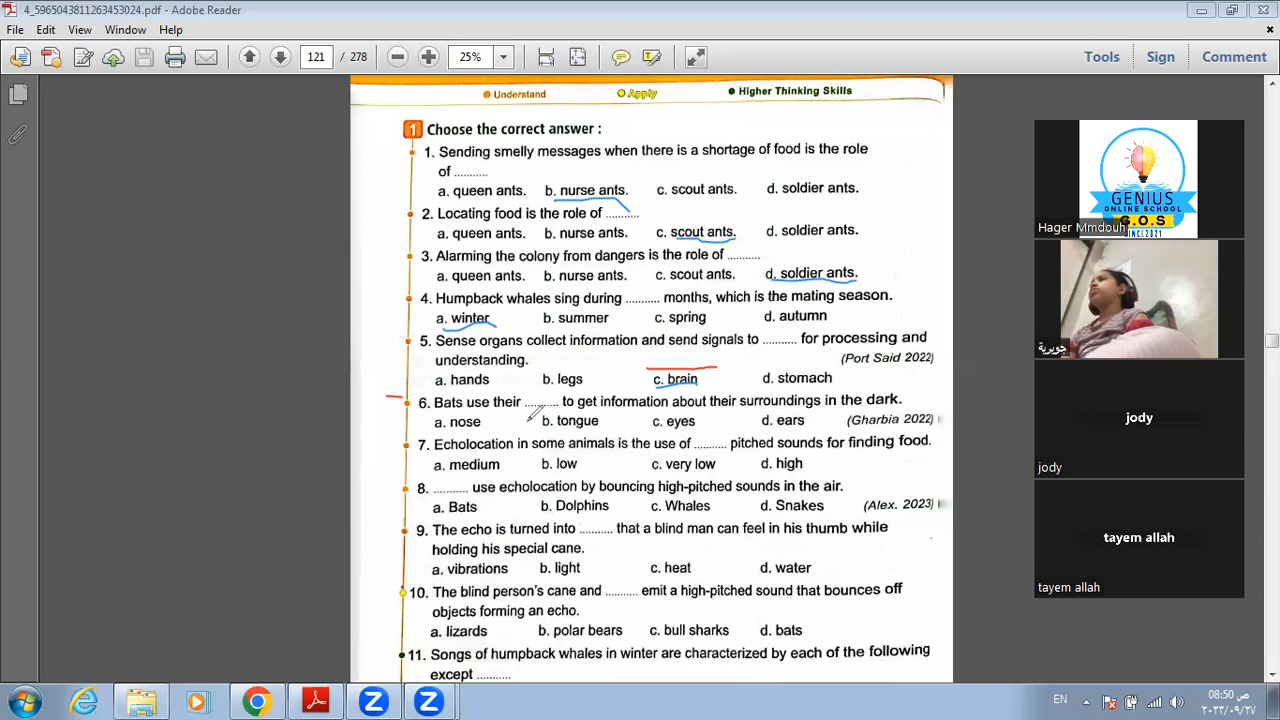 4_5965043811263453024.pdf - Adobe Reader
File Edit View Window Help
121 / 278 25% Tools Sign Comment
Understand Apply Higher Thinking Skills
1 Choose the correct answer :
1. Sending smelly messages when there is a shortage of food is the role
of ..........
a. queen ants. b. nurse ants. c. scout ants. d. soldier ants.
2. Locating food is the role of ..........
a. queen ants. b. nurse ants. c. scout ants. d. soldier ants.
3. Alarming the colony from dangers is the role of ..........
a. queen ants. b. nurse ants. c. scout ants. d. soldier ants.
4. Humpback whales sing during .......... months, which is the mating season.
a. winter b. summer c. spring d. autumn
5. Sense organs collect information and send signals to .......... for processing and
understanding. (Port Said 2022)
a. hands b. legs c. brain d. stomach
6. Bats use their .......... to get information about their surroundings in the dark.
a. nose b. tongue c. eyes d. ears (Gharbia 2022)
7. Echolocation in some animals is the use of .......... pitched sounds for finding food.
a. medium b. low c. very low d. high
8. .......... use echolocation by bouncing high-pitched sounds in the air.
a. Bats b. Dolphins c. Whales d. Snakes (Alex. 2023)
9. The echo is turned into .......... that a blind man can feel in his thumb while
holding his special cane.
a. vibrations b. light c. heat d. water
10. The blind person's cane and .......... emit a high-pitched sound that bounces off
objects forming an echo.
a. lizards b. polar bears c. bull sharks d. bats
11. Songs of humpback whales in winter are characterized by each of the following
except ..........
GENIUS
ONLINE SCHOOL
G.O.S
SINCE 2021
Hager Mmdouh
جويرية
jody
jody
tayem allah
tayem allah
EN
08:50 ص
٢٠٢٣/٠٩/٢٧